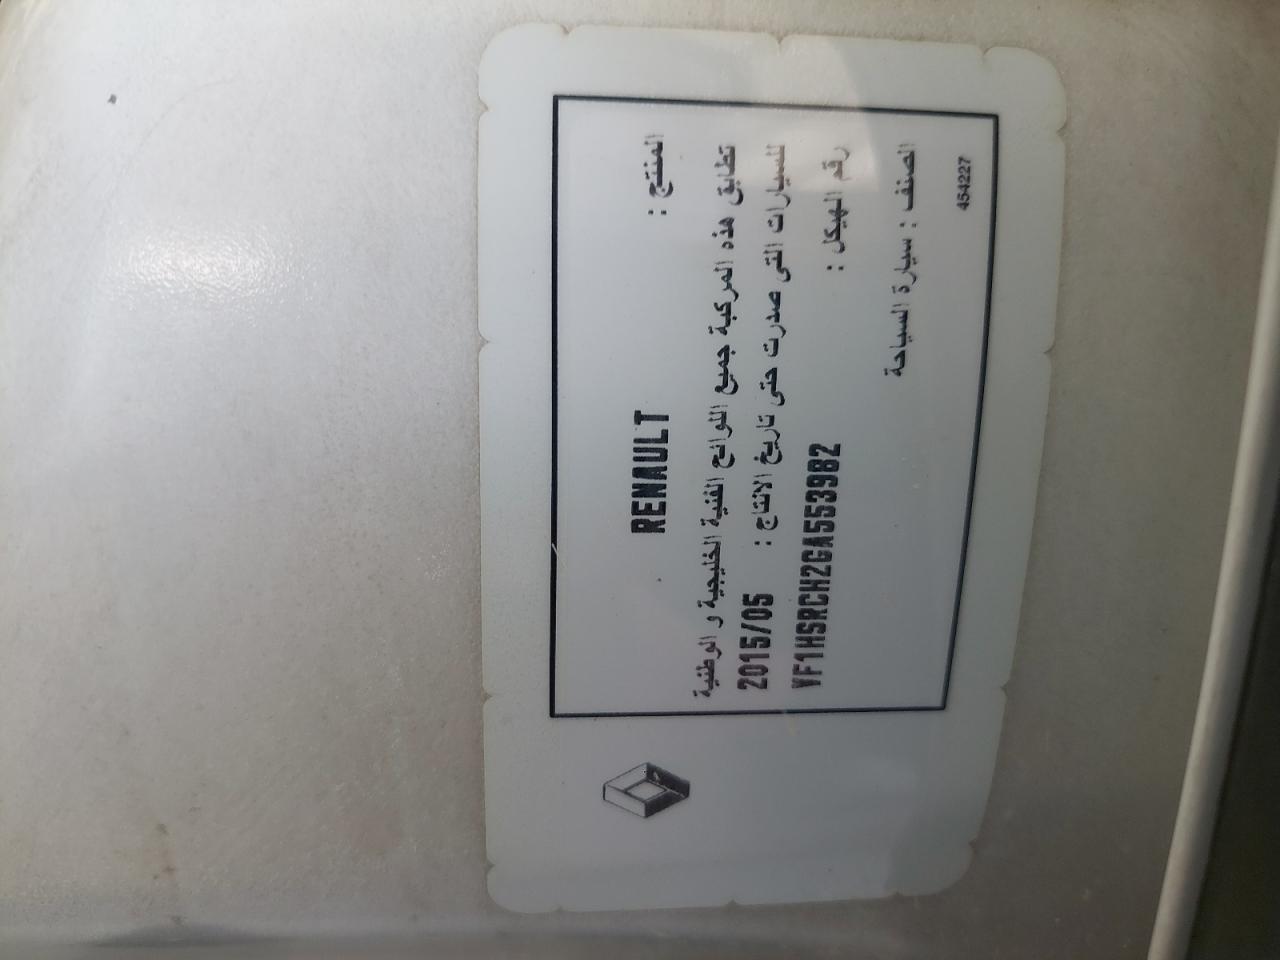 المنتج : RENAULT
تطابق هذه المركبة جميع اللوائح الفنية الخليجية و الوطنية
للسيارات التي صدرت حتى تاريخ الانتاج : 2015/05
رقم الهيكل : VF1HSRCH2GA553982
الصنف : سيارة السياحة
454227